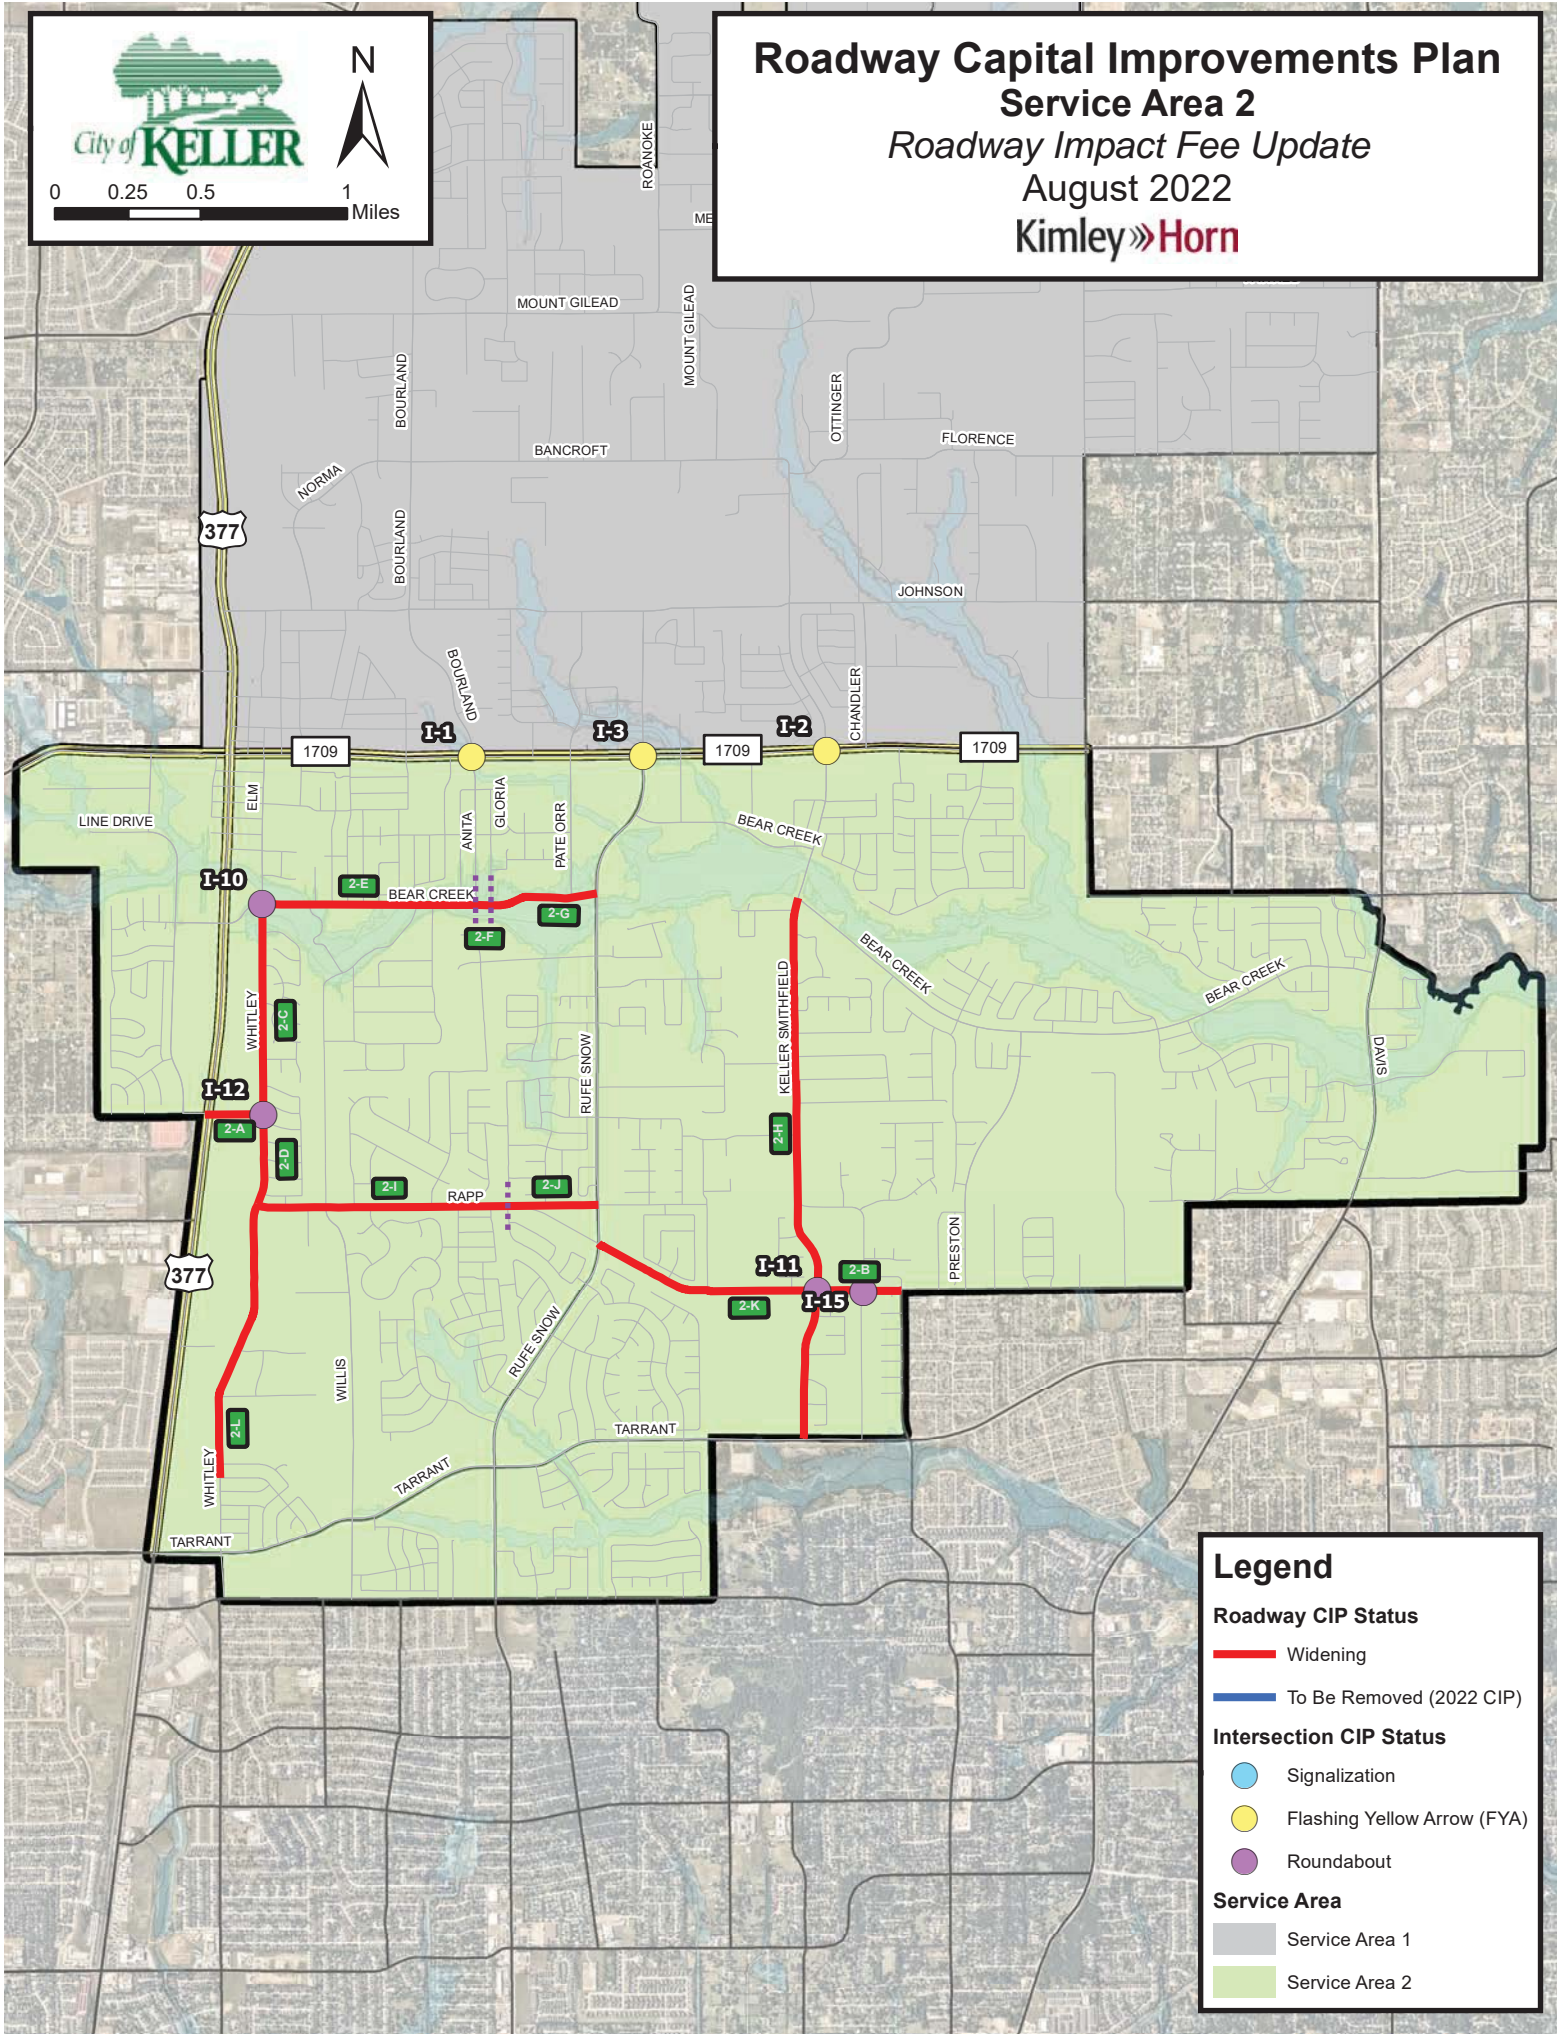 City of KELLER
N
0 0.25 0.5 1
Miles
Roadway Capital Improvements Plan
Service Area 2
Roadway Impact Fee Update
August 2022
Kimley»Horn
ROANOKE
ME
MOUNT GILEAD
MOUNT GILEAD
BOURLAND
OTTINGER
FLORENCE
BANCROFT
NORMA
377
BOURLAND
JOHNSON
BOURLAND
CHANDLER
I-1
I-3
I-2
1709
1709
1709
ELM
GLORIA
ANITA
PATE ORR
LINE DRIVE
BEAR CREEK
I-10
2-E
BEAR CREEK
2-G
2-F
BEAR CREEK
BEAR CREEK
WHITLEY
2-C
KELLER SMITHFIELD
RUFE SNOW
DAVIS
I-12
2-A
2-D
2-H
2-I
RAPP
2-J
PRESTON
377
I-11
2-B
I-15
2-K
RUFE SNOW
WILLIS
2-L
WHITLEY
TARRANT
TARRANT
TARRANT
Legend
Roadway CIP Status
Widening
To Be Removed (2022 CIP)
Intersection CIP Status
Signalization
Flashing Yellow Arrow (FYA)
Roundabout
Service Area
Service Area 1
Service Area 2